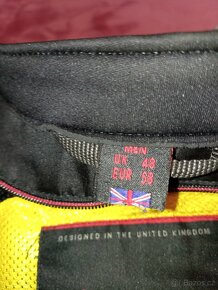 MEN
UK 48
EUR 58
DESIGNED IN THE UNITED KINGDOM